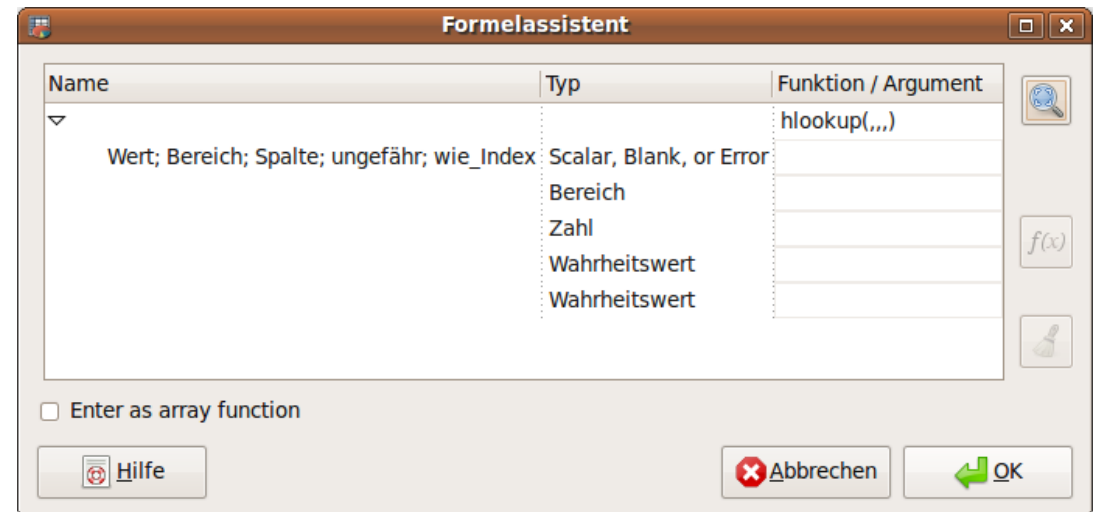 Formelassistent
Name Typ Funktion / Argument
hlookup(,,,)
Wert; Bereich; Spalte; ungefähr; wie_Index Scalar, Blank, or Error
Bereich
Zahl
Wahrheitswert
Wahrheitswert
f(x)
Enter as array function
Hilfe Abbrechen OK